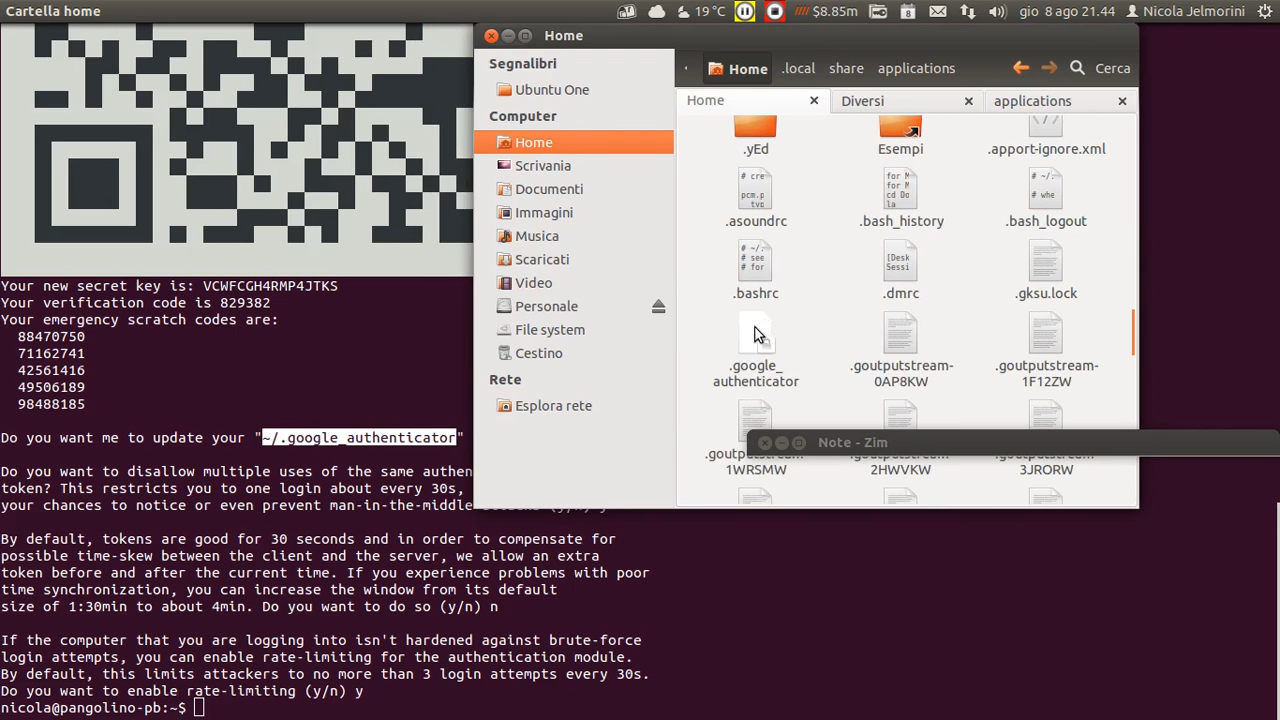 Cartella home
19 °C
$8.85m
8
gio 8 ago 21.44
Nicola Jelmorini
Home
Segnalibri
Ubuntu One
Computer
Home
Scrivania
Documenti
Immagini
Musica
Scaricati
Video
Personale
File system
Cestino
Rete
Esplora rete
Home
.local
share
applications
Cerca
Home
Diversi
applications
.yEd
Esempi
.apport-ignore.xml
.asoundrc
.bash_history
.bash_logout
.bashrc
.dmrc
.gksu.lock
.google_
authenticator
.goutputstream-
0AP8KW
.goutputstream-
1F12ZW
1WRSMW
2HWVKW
3JRORW
Note - Zim
Your new secret key is: VCWFCGH4RMP4JTKS
Your verification code is 829382
Your emergency scratch codes are:
88470750
71162741
42561416
49506189
98488185
Do you want me to update your "~/.google_authenticator"
Do you want to disallow multiple uses of the same authen
token? This restricts you to one login about every 30s,
your chances to notice or even prevent man-in-the-middle
By default, tokens are good for 30 seconds and in order to compensate for
possible time-skew between the client and the server, we allow an extra
token before and after the current time. If you experience problems with poor
time synchronization, you can increase the window from its default
size of 1:30min to about 4min. Do you want to do so (y/n) n
If the computer that you are logging into isn't hardened against brute-force
login attempts, you can enable rate-limiting for the authentication module.
By default, this limits attackers to no more than 3 login attempts every 30s.
Do you want to enable rate-limiting (y/n) y
nicola@pangolino-pb:~$